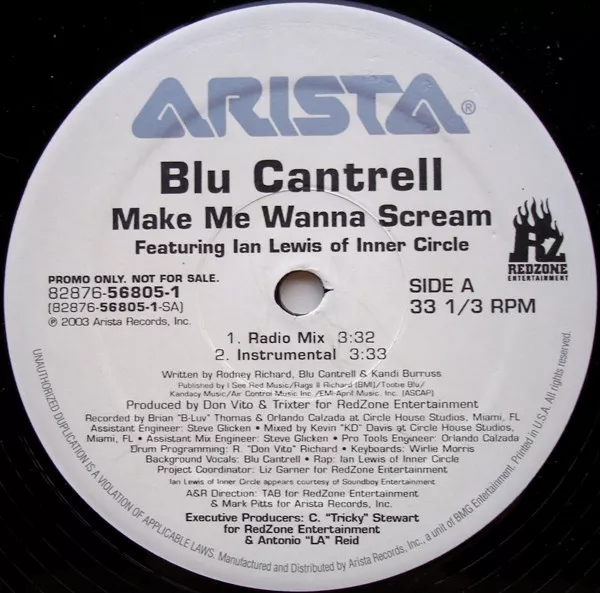 ARISTA®
Blu Cantrell
Make Me Wanna Scream
Featuring Ian Lewis of Inner Circle
RZ
REDZONE
ENTERTAINMENT
PROMO ONLY. NOT FOR SALE.
82876-56805-1
(82876-56805-1-SA)
℗ 2003 Arista Records, Inc.
SIDE A
33 1/3 RPM
1. Radio Mix 3:32
2. Instrumental 3:33
Written by Rodney Richard, Blu Cantrell & Kandi Burruss.
Published by I See Red Music/Rags II Richard (BMI)/Tootie Blu/
Kandacy Music/Air Control Music Inc./EMI-April Music, Inc. (ASCAP)
Produced by Don Vito & Trixter for RedZone Entertainment
Recorded by Brian "B-Luv" Thomas & Orlando Calzada at Circle House Studios, Miami, FL
Assistant Engineer: Steve Glicken • Mixed by Kevin "KD" Davis at Circle House Studios,
Miami, FL • Assistant Mix Engineer: Steve Glicken • Pro Tools Engineer: Orlando Calzada
Drum Programming: R. "Don Vito" Richard • Keyboards: Wirlie Morris
Background Vocals: Blu Cantrell • Rap: Ian Lewis of Inner Circle
Project Coordinator: Liz Garner for RedZone Entertainment
Ian Lewis of Inner Circle appears courtesy of Soundboy Entertainment
A&R Direction: TAB for RedZone Entertainment
& Mark Pitts for Arista Records, Inc.
Executive Producers: C. "Tricky" Stewart
for RedZone Entertainment
& Antonio "LA" Reid
UNAUTHORIZED DUPLICATION IS A VIOLATION OF APPLICABLE LAWS. Manufactured and Distributed by Arista Records, Inc., a unit of BMG Entertainment. Printed in U.S.A. All rights reserved.